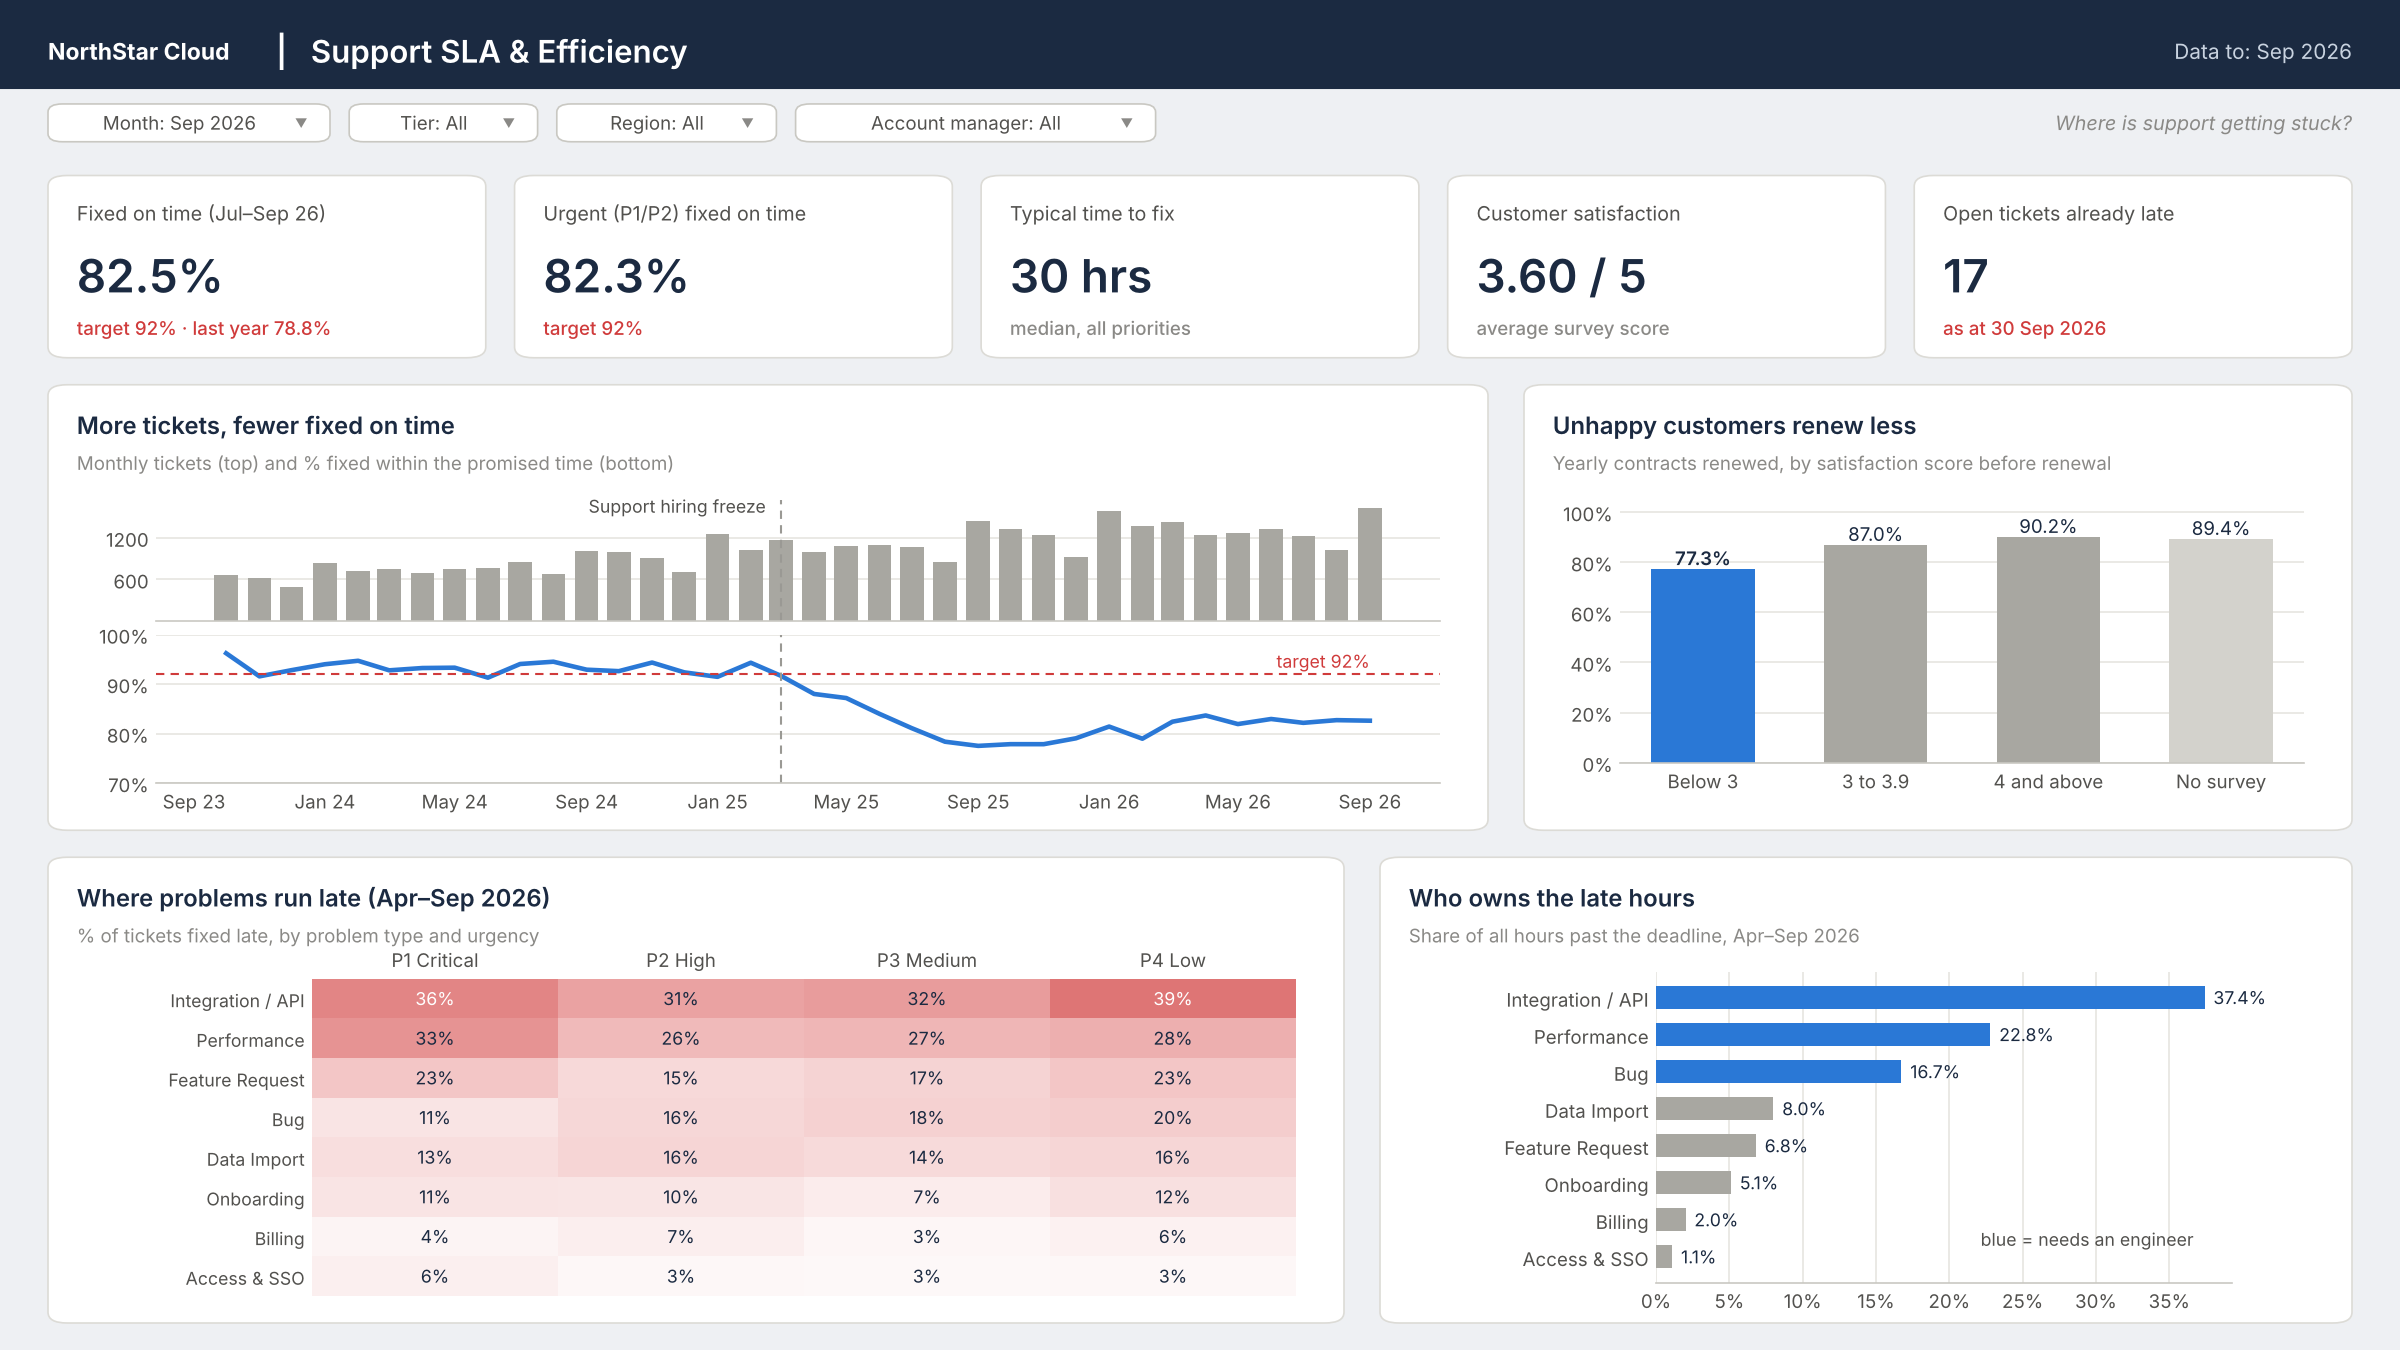 NorthStar Cloud | Support SLA & Efficiency
Data to: Sep 2026
Month: Sep 2026 ▼
Tier: All ▼
Region: All ▼
Account manager: All ▼
Where is support getting stuck?
Fixed on time (Jul–Sep 26)
82.5%
target 92% · last year 78.8%
Urgent (P1/P2) fixed on time
82.3%
target 92%
Typical time to fix
30 hrs
median, all priorities
Customer satisfaction
3.60 / 5
average survey score
Open tickets already late
17
as at 30 Sep 2026
More tickets, fewer fixed on time
Monthly tickets (top) and % fixed within the promised time (bottom)
Support hiring freeze
1200
600
100%
target 92%
90%
80%
70%
Sep 23 Jan 24 May 24 Sep 24 Jan 25 May 25 Sep 25 Jan 26 May 26 Sep 26
Unhappy customers renew less
Yearly contracts renewed, by satisfaction score before renewal
100%
80%
60%
40%
20%
0%
77.3% 87.0% 90.2% 89.4%
Below 3 3 to 3.9 4 and above No survey
Where problems run late (Apr–Sep 2026)
% of tickets fixed late, by problem type and urgency
P1 Critical P2 High P3 Medium P4 Low
Integration / API 36% 31% 32% 39%
Performance 33% 26% 27% 28%
Feature Request 23% 15% 17% 23%
Bug 11% 16% 18% 20%
Data Import 13% 16% 14% 16%
Onboarding 11% 10% 7% 12%
Billing 4% 7% 3% 6%
Access & SSO 6% 3% 3% 3%
Who owns the late hours
Share of all hours past the deadline, Apr–Sep 2026
Integration / API 37.4%
Performance 22.8%
Bug 16.7%
Data Import 8.0%
Feature Request 6.8%
Onboarding 5.1%
Billing 2.0%
blue = needs an engineer
Access & SSO 1.1%
0% 5% 10% 15% 20% 25% 30% 35%